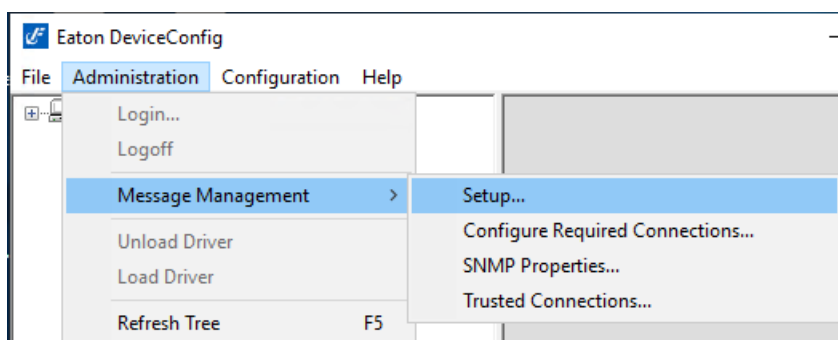 Eaton DeviceConfig
File Administration Configuration Help
Login...
Logoff
Message Management
Setup...
Configure Required Connections...
SNMP Properties...
Trusted Connections...
Unload Driver
Load Driver
Refresh Tree F5